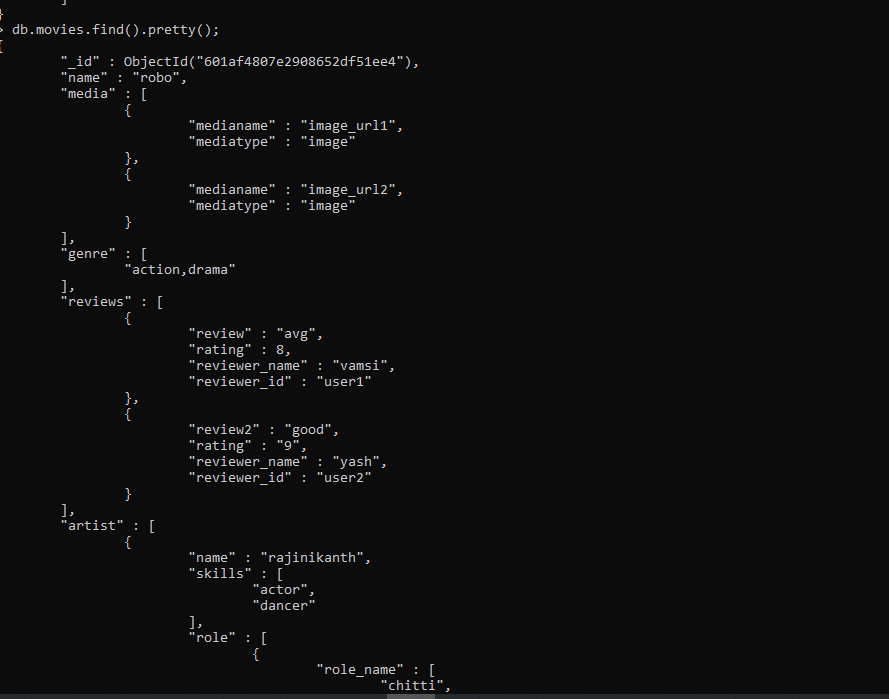 ]
}
> db.movies.find().pretty();
{
"_id" : ObjectId("601af4807e2908652df51ee4"),
"name" : "robo",
"media" : [
{
"medianame" : "image_url1",
"mediatype" : "image"
},
{
"medianame" : "image_url2",
"mediatype" : "image"
}
],
"genre" : [
"action,drama"
],
"reviews" : [
{
"review" : "avg",
"rating" : 8,
"reviewer_name" : "vamsi",
"reviewer_id" : "user1"
},
{
"review2" : "good",
"rating" : "9",
"reviewer_name" : "yash",
"reviewer_id" : "user2"
}
],
"artist" : [
{
"name" : "rajinikanth",
"skills" : [
"actor",
"dancer"
],
"role" : [
{
"role_name" : [
"chitti",